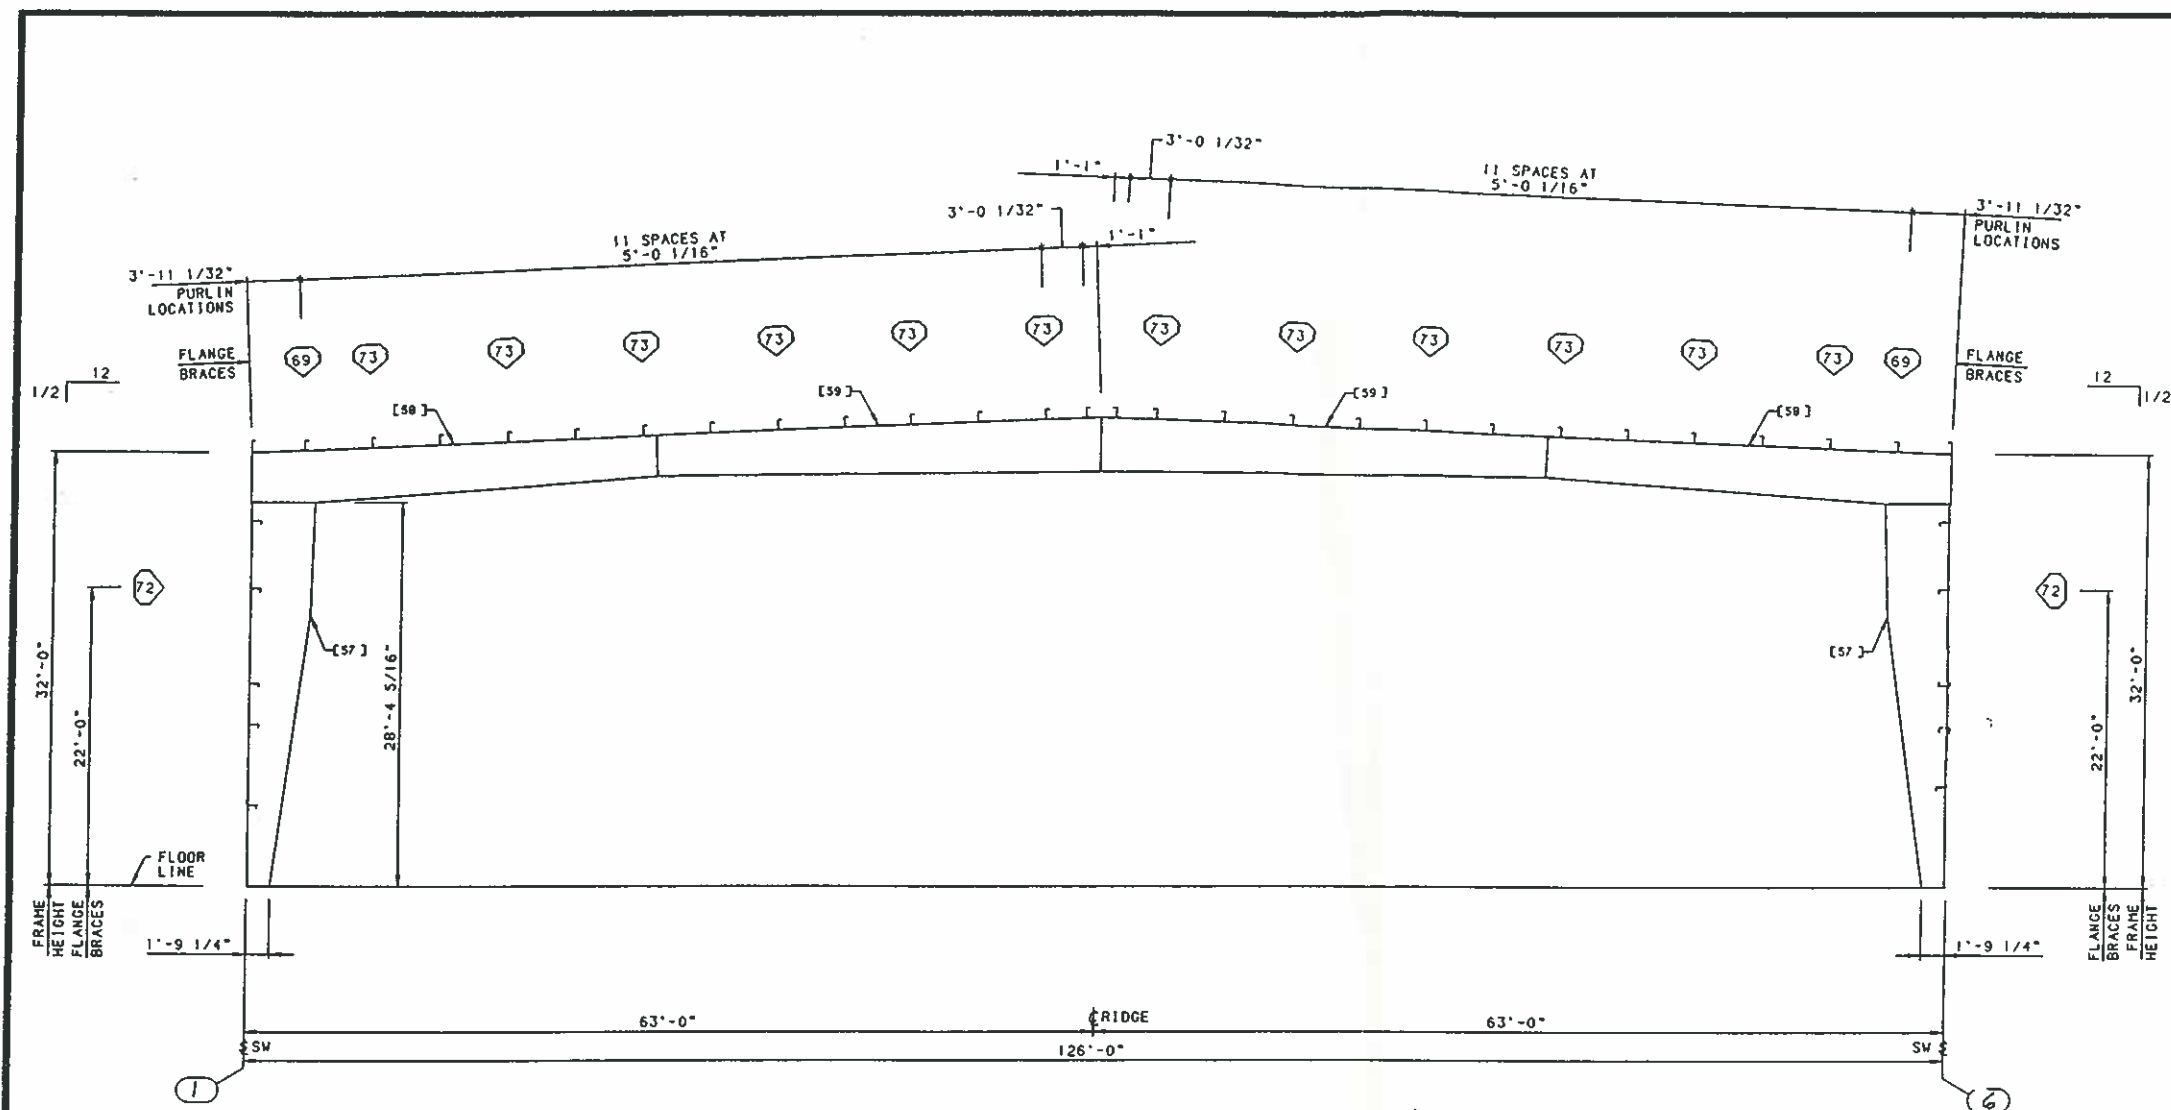 3'-0 1/32"
1'-1"
11 SPACES AT
5'-0 1/16"
3'-11 1/32"
PURLIN
LOCATIONS
3'-0 1/32"
1'-1"
11 SPACES AT
5'-0 1/16"
3'-11 1/32"
PURLIN
LOCATIONS
FLANGE
BRACES
69 73 73 73 73 73 73 73 73 73 73 73 73 69
FLANGE
BRACES
12
1/2
12
1/2
[58]
[59]
[59]
[58]
72
72
[57]
[57]
32'-0"
22'-0"
28'-4 5/16"
22'-0"
32'-0"
FLOOR
LINE
FRAME
HEIGHT
FLANGE
BRACES
FLANGE
BRACES
FRAME
HEIGHT
1'-9 1/4"
1'-9 1/4"
63'-0"
℄ RIDGE
63'-0"
℄ SW
126'-0"
SW ℄
1
6